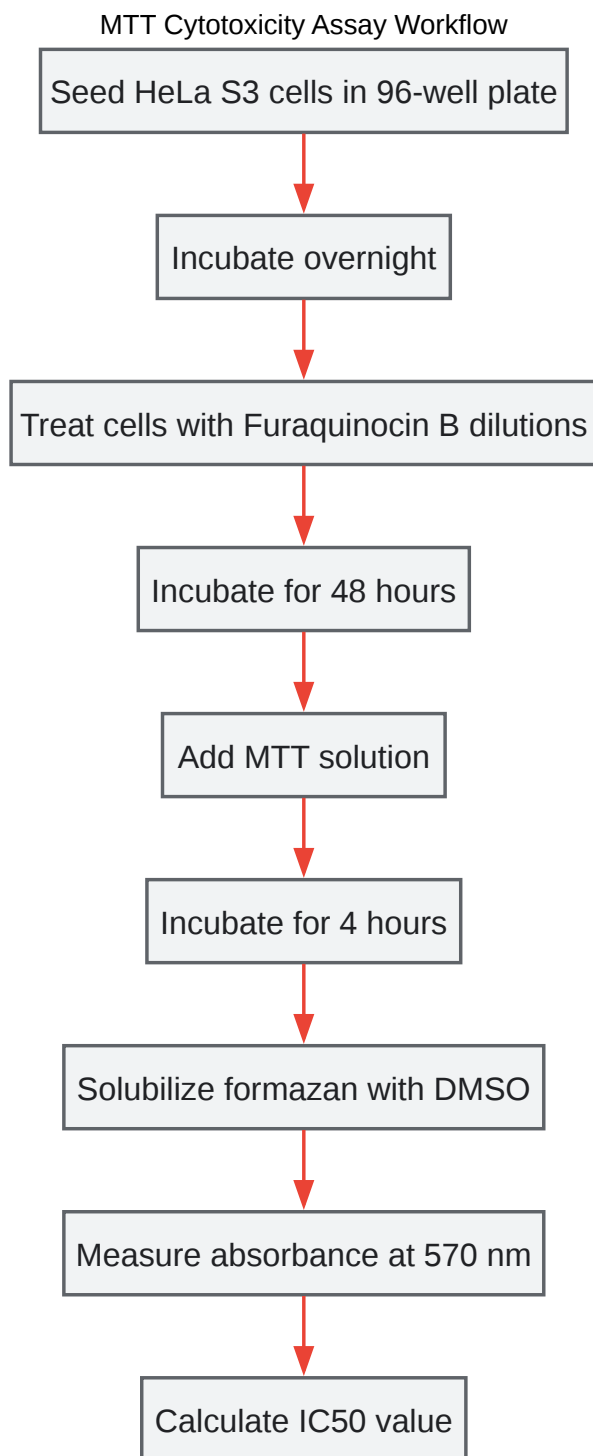 MTT Cytotoxicity Assay Workflow
Seed HeLa S3 cells in 96-well plate
Incubate overnight
Treat cells with Furaquinocin B dilutions
Incubate for 48 hours
Add MTT solution
Incubate for 4 hours
Solubilize formazan with DMSO
Measure absorbance at 570 nm
Calculate IC50 value